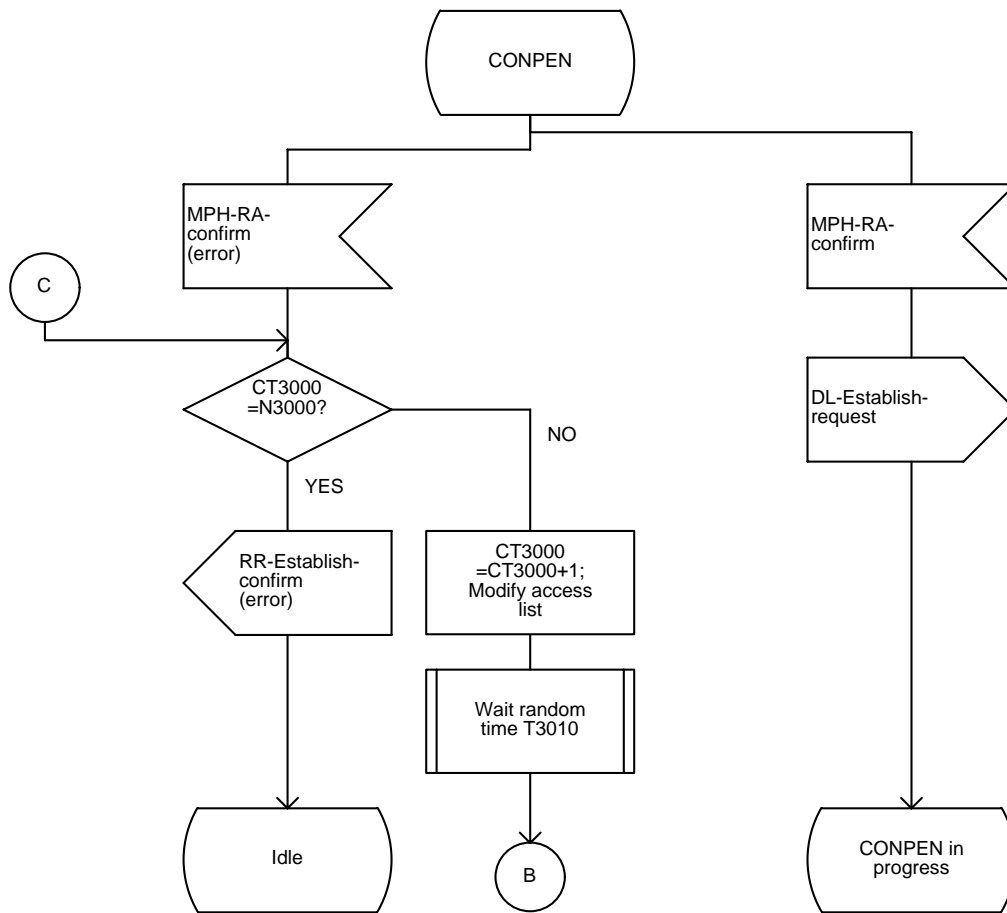 CONPEN
MPH-RA-
confirm
(error)
MPH-RA-
confirm
C
CT3000
=N3000?
DL-Establish-
request
NO
YES
RR-Establish-
confirm
(error)
CT3000
=CT3000+1;
Modify access
list
Wait random
time T3010
Idle
B
CONPEN in
progress